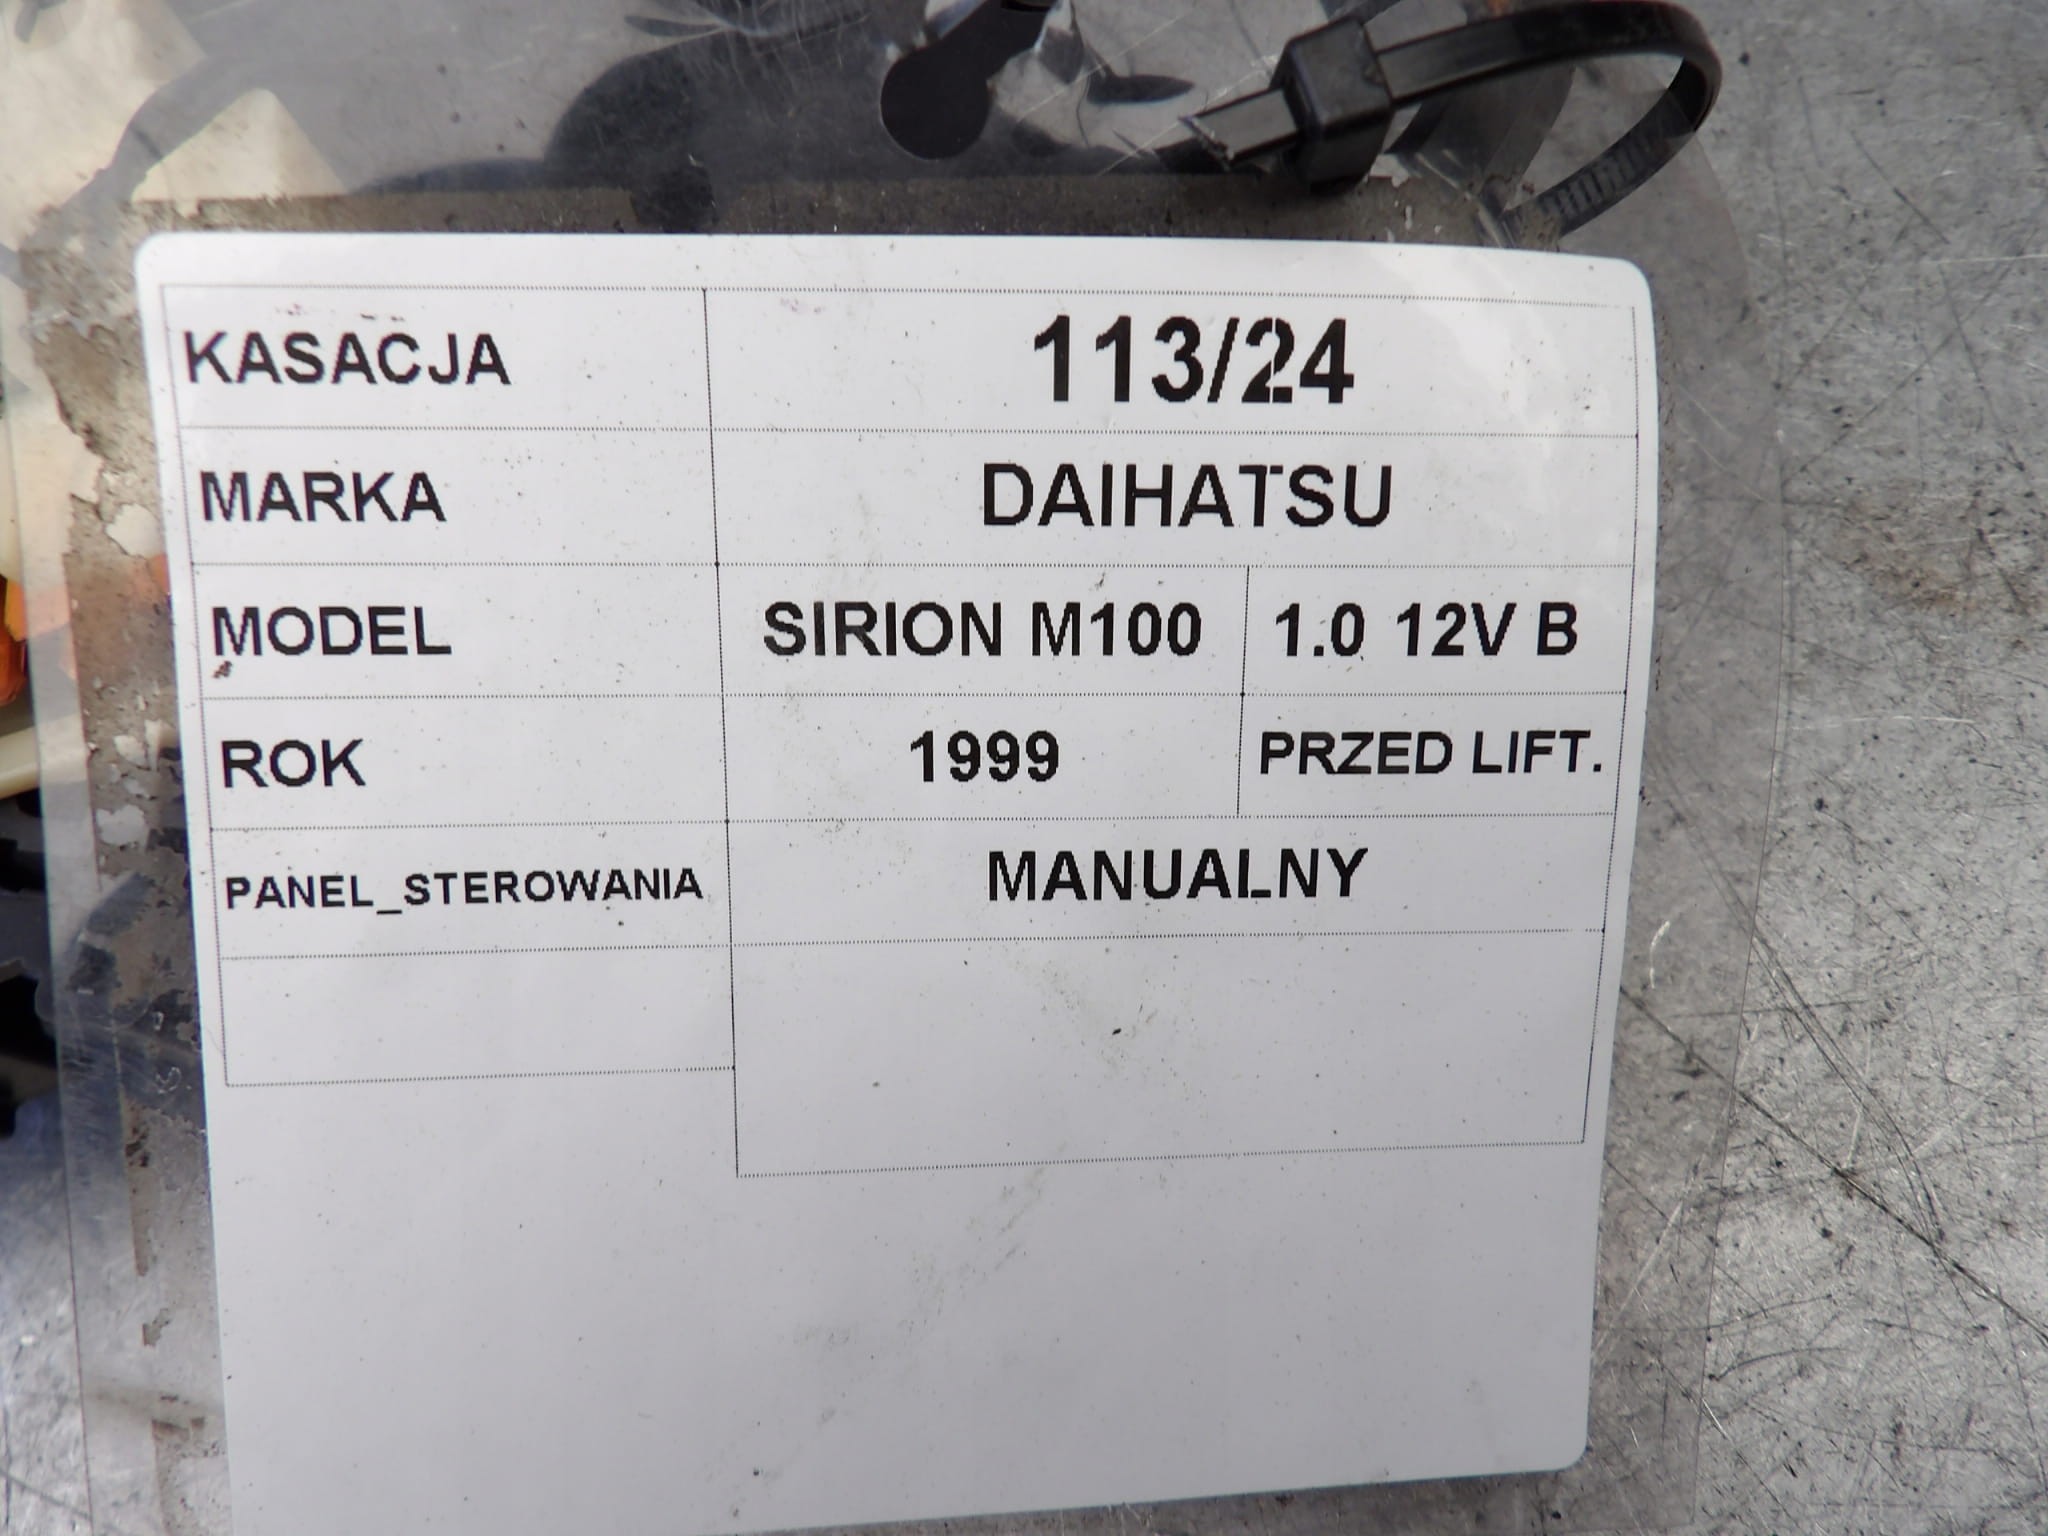 KASACJA 113/24
MARKA DAIHATSU
MODEL SIRION M100 1.0 12V B
ROK 1999 PRZED LIFT.
PANEL_STEROWANIA MANUALNY